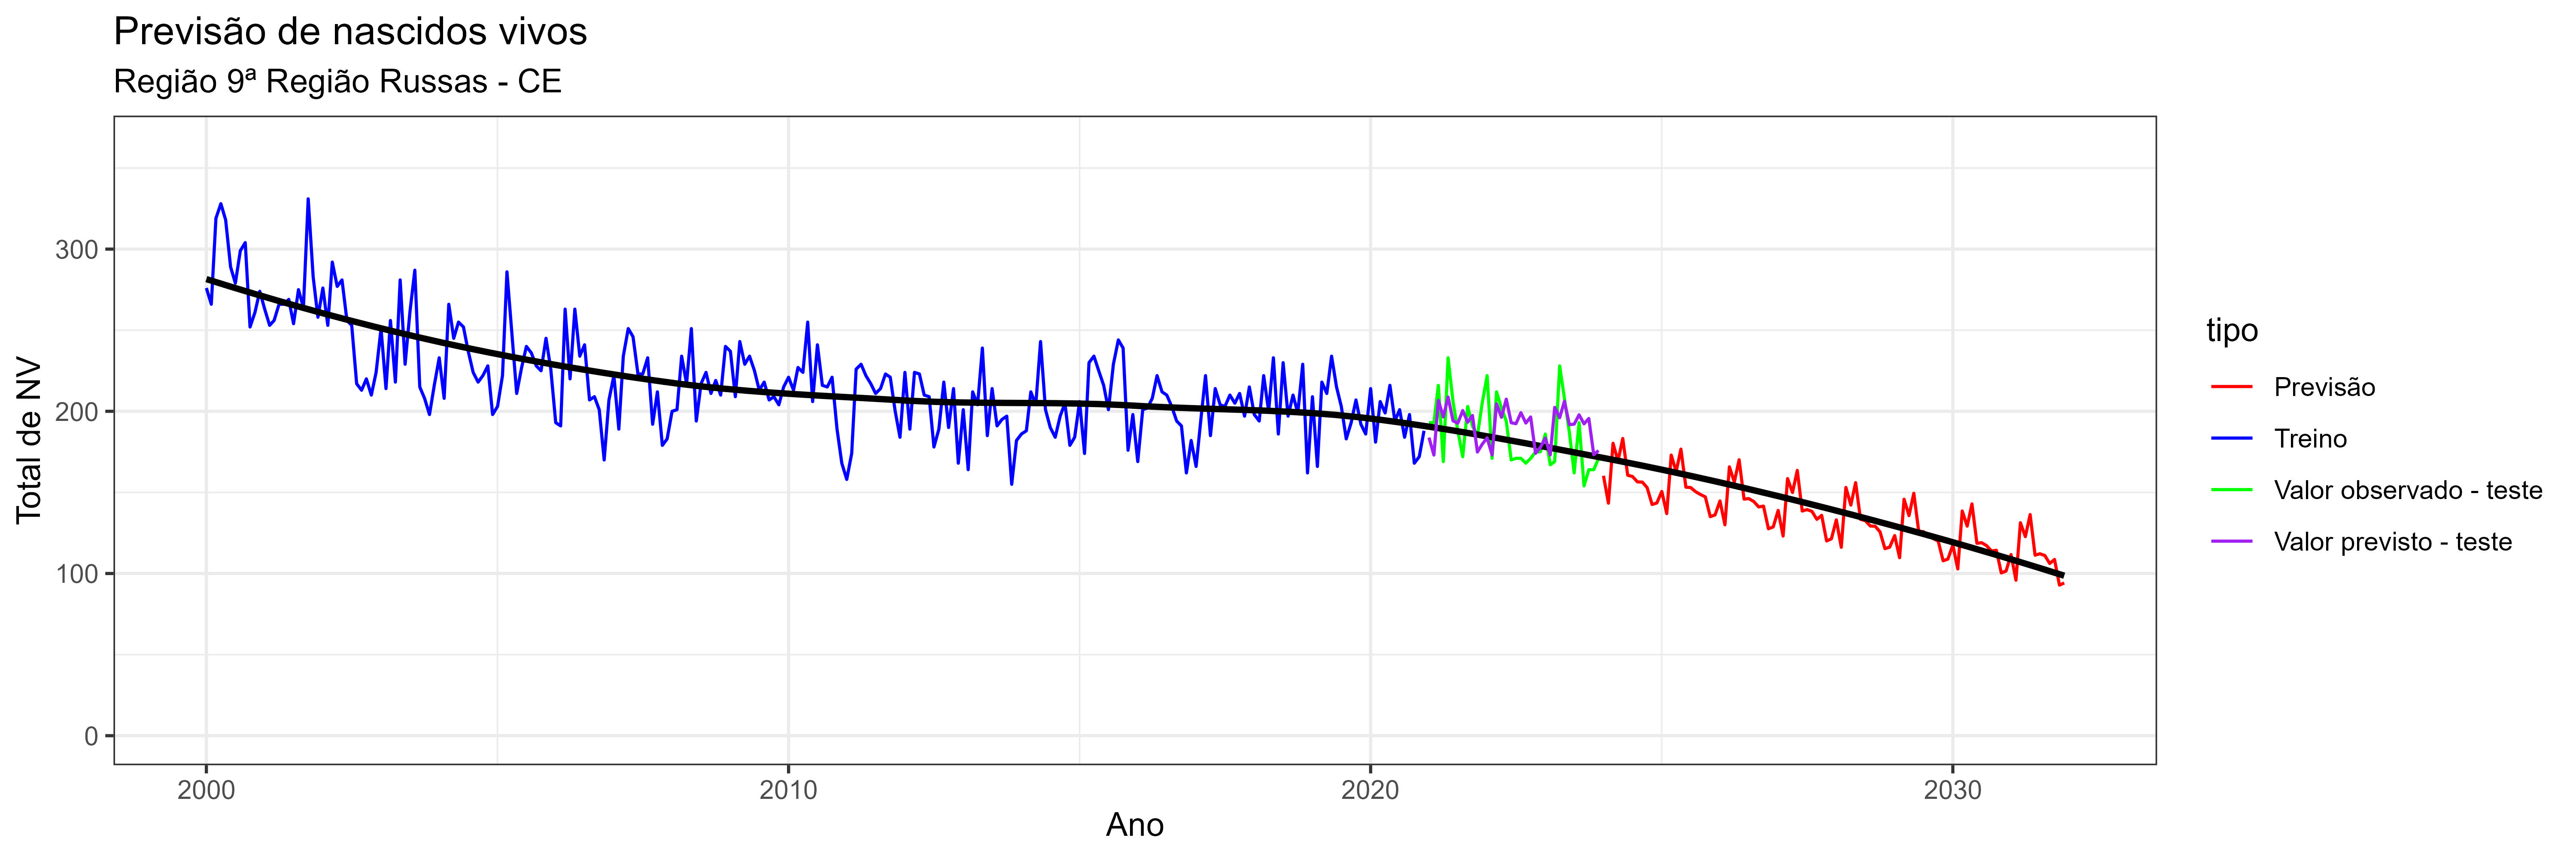 Previsão de nascidos vivos
Região 9ª Região Russas - CE
Total de NV
300
200
100
0
2000
2010
2020
2030
Ano
tipo
Previsão
Treino
Valor observado - teste
Valor previsto - teste